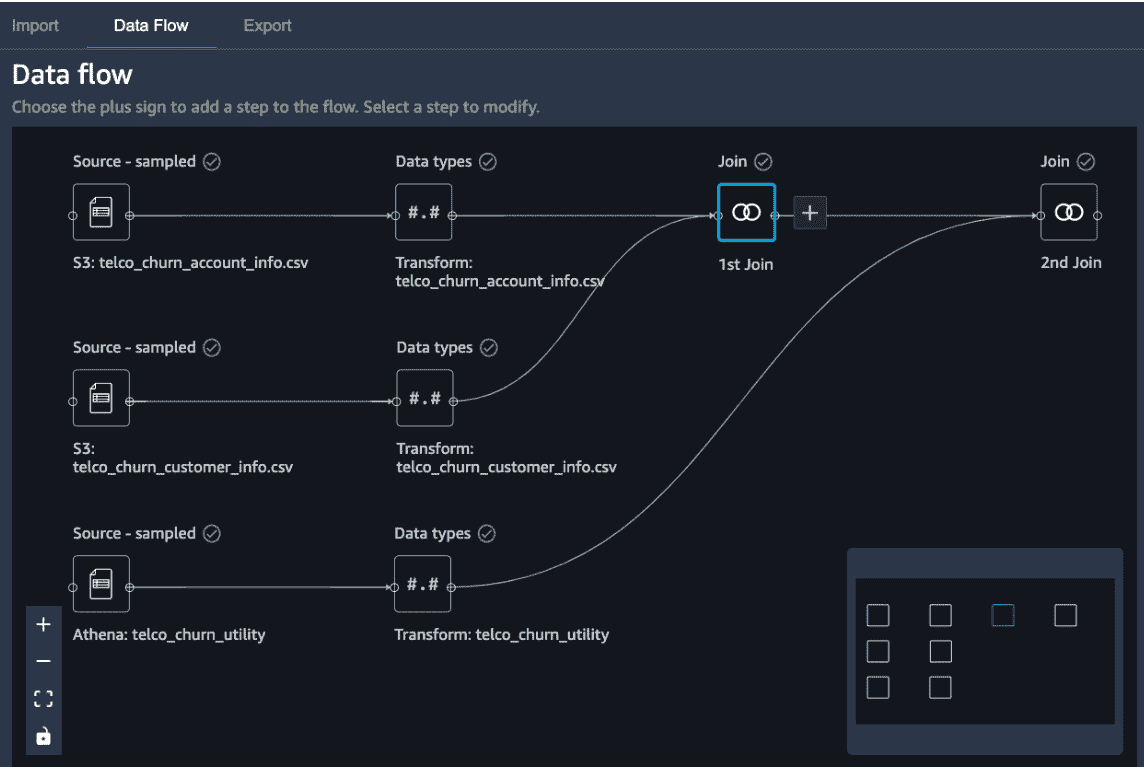 Import Data Flow Export
Data flow
Choose the plus sign to add a step to the flow. Select a step to modify.
Source - sampled
Data types
Join
Join
#.#
S3: telco_churn_account_info.csv
Transform:
telco_churn_account_info.csv
1st Join
2nd Join
Source - sampled
Data types
#.#
S3:
telco_churn_customer_info.csv
Transform:
telco_churn_customer_info.csv
Source - sampled
Data types
#.#
Athena: telco_churn_utility
Transform: telco_churn_utility